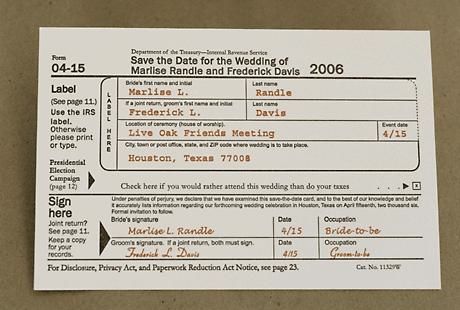 Department of the Treasury—Internal Revenue Service
Form
04-15
Save the Date for the Wedding of
Marlise Randle and Frederick Davis 2006
Label
(See page 11.)
Use the IRS
label.
Otherwise
please print
or type.
LABEL HERE
Bride's first name and initial
Last name
Marlise L.
Randle
If a joint return, groom's first name and initial
Last name
Frederick L.
Davis
Location of ceremony (house of worship).
Event date
Live Oak Friends Meeting
4/15
City, town or post office, state, and ZIP code where wedding is to take place.
Houston, Texas 77008
Presidential
Election
Campaign
(page 12)
Check here if you would rather attend this wedding than do your taxes . . . x
Sign
here
Joint return?
See page 11.
Keep a copy
for your
records.
Under penalties of perjury, we declare that we have examined this save-the-date card, and to the best of our knowledge and belief
it accurately lists information regarding our forthcoming wedding celebration in Houston, Texas on April fifteenth, two thousand six.
Formal invitation to follow.
Bride's signature
Date
Occupation
Marlise L. Randle
4/15
Bride-to-be
Groom's signature. If a joint return, both must sign.
Date
Occupation
Frederick L. Davis
4/15
Groom-to-be
For Disclosure, Privacy Act, and Paperwork Reduction Act Notice, see page 23.
Cat. No. 11329W